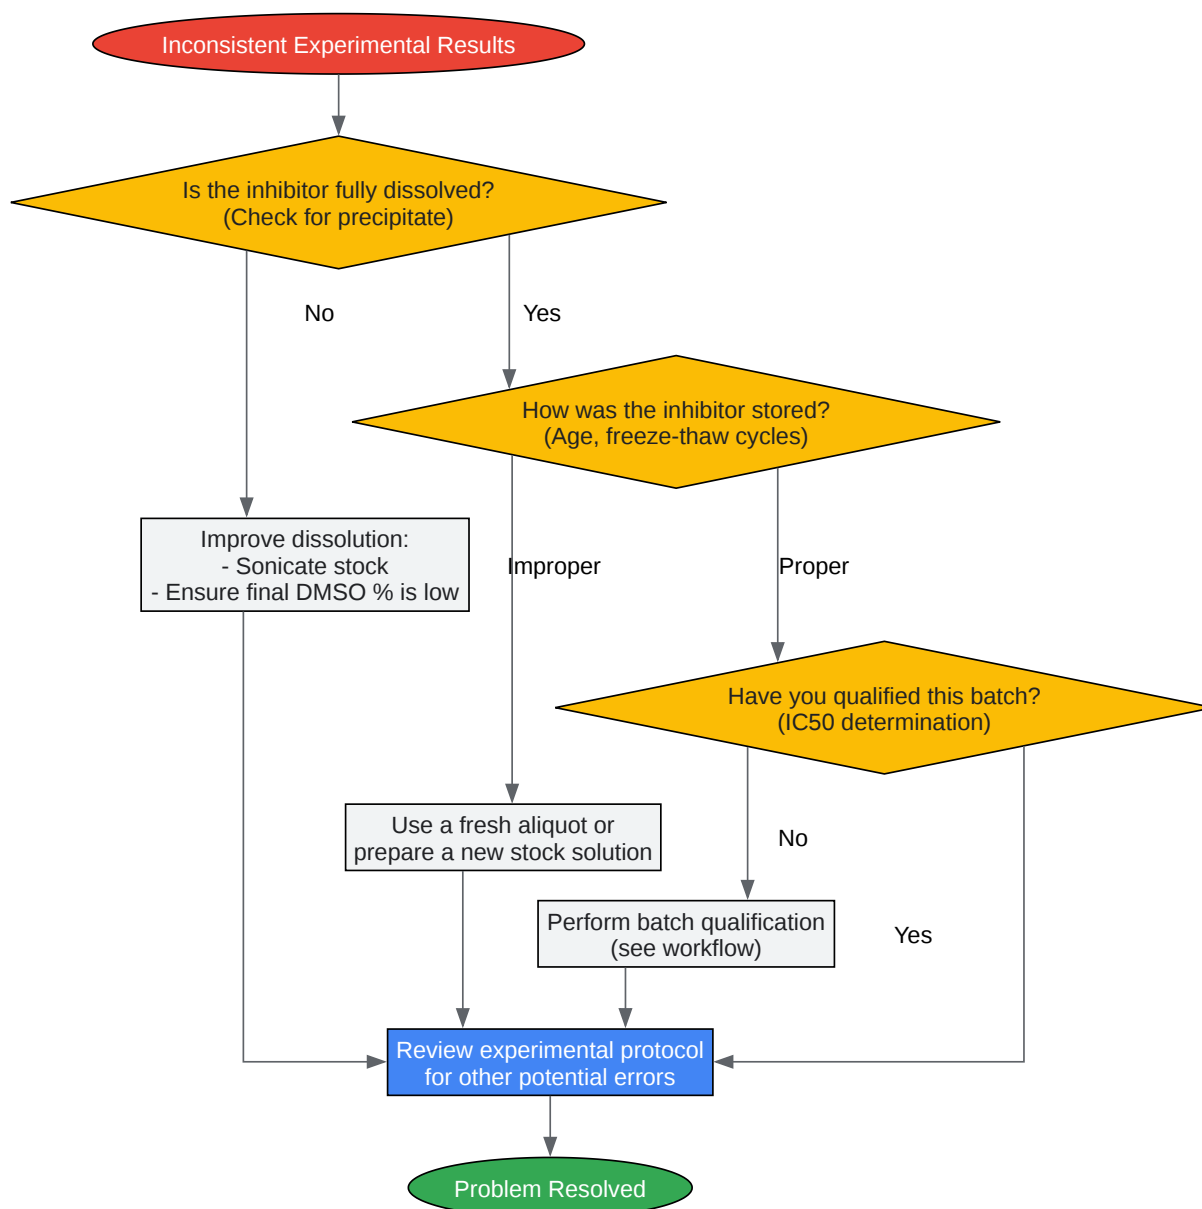 Inconsistent Experimental Results
Is the inhibitor fully dissolved?
(Check for precipitate)
No
Yes
How was the inhibitor stored?
(Age, freeze-thaw cycles)
Improve dissolution:
- Sonicate stock
- Ensure final DMSO % is low
Improper
Proper
Have you qualified this batch?
(IC50 determination)
Use a fresh aliquot or
prepare a new stock solution
No
Perform batch qualification
(see workflow)
Yes
Review experimental protocol
for other potential errors
Problem Resolved